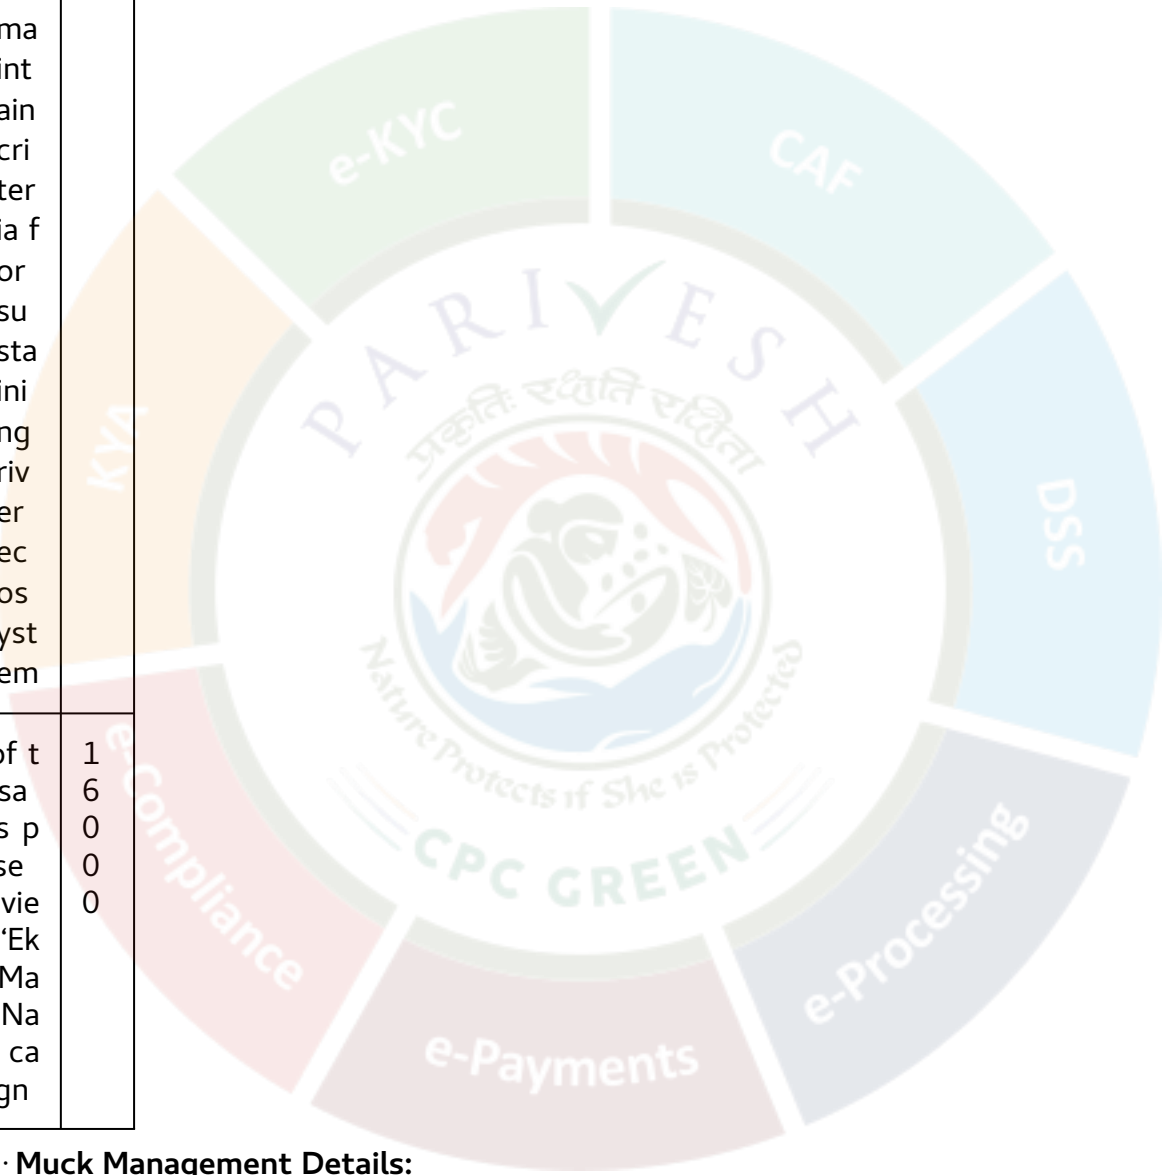 ma
int
ain
cri
ter
ia f
or
su
sta
ini
ng
riv
er
ec
os
yst
em
of t
sa
s p
se
vie
‘Ek
Ma
Na
ca
gn
1
6
0
0
0
e-KYC
CAF
KYA
DSS
PARIVESH
प्रकृतिः रक्षति रक्षिता
Nature Protects if She is Protected
CPC GREEN
e-Compliance
e-Processing
e-Payments
· Muck Management Details: